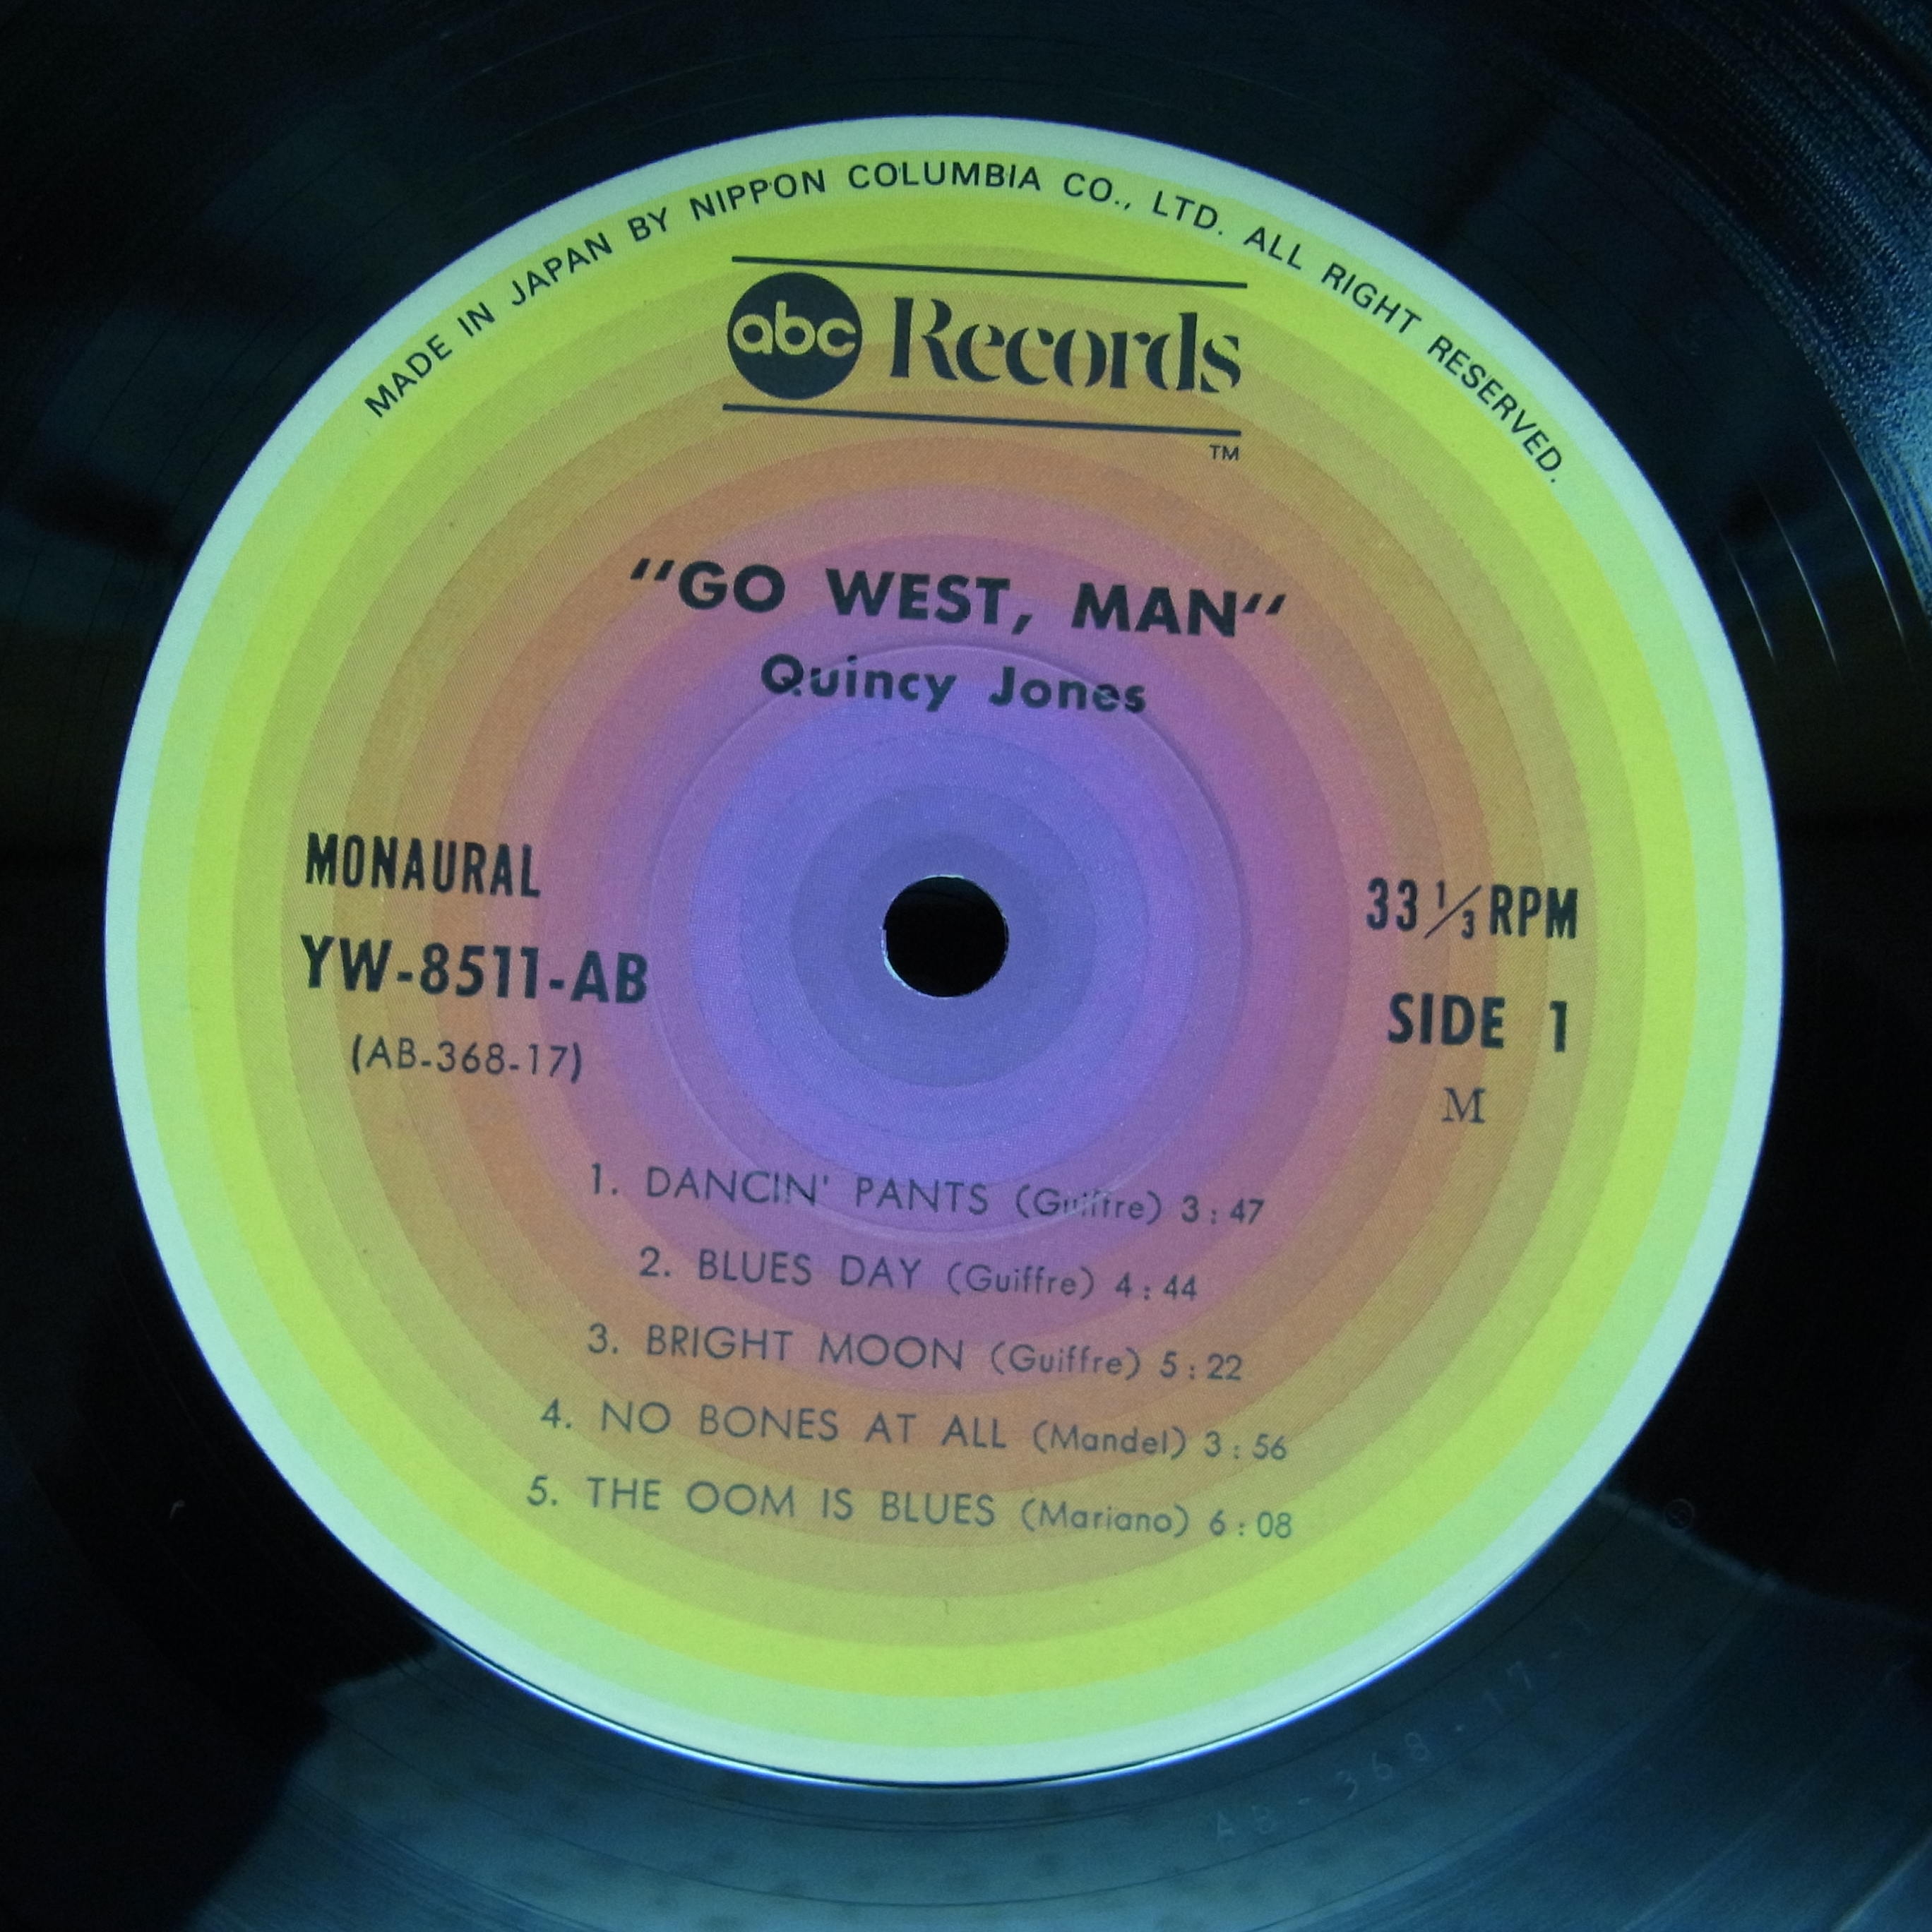 MADE IN JAPAN BY NIPPON COLUMBIA CO., LTD. ALL RIGHT RESERVED.
abc Records
TM
"GO WEST, MAN"
Quincy Jones
MONAURAL
YW-8511-AB
(AB-368-17)
33 1/3 RPM
SIDE 1
M
1. DANCIN' PANTS (Guiffre) 3:47
2. BLUES DAY (Guiffre) 4:44
3. BRIGHT MOON (Guiffre) 5:22
4. NO BONES AT ALL (Mandel) 3:56
5. THE OOM IS BLUES (Mariano) 6:08
AB-368-17-